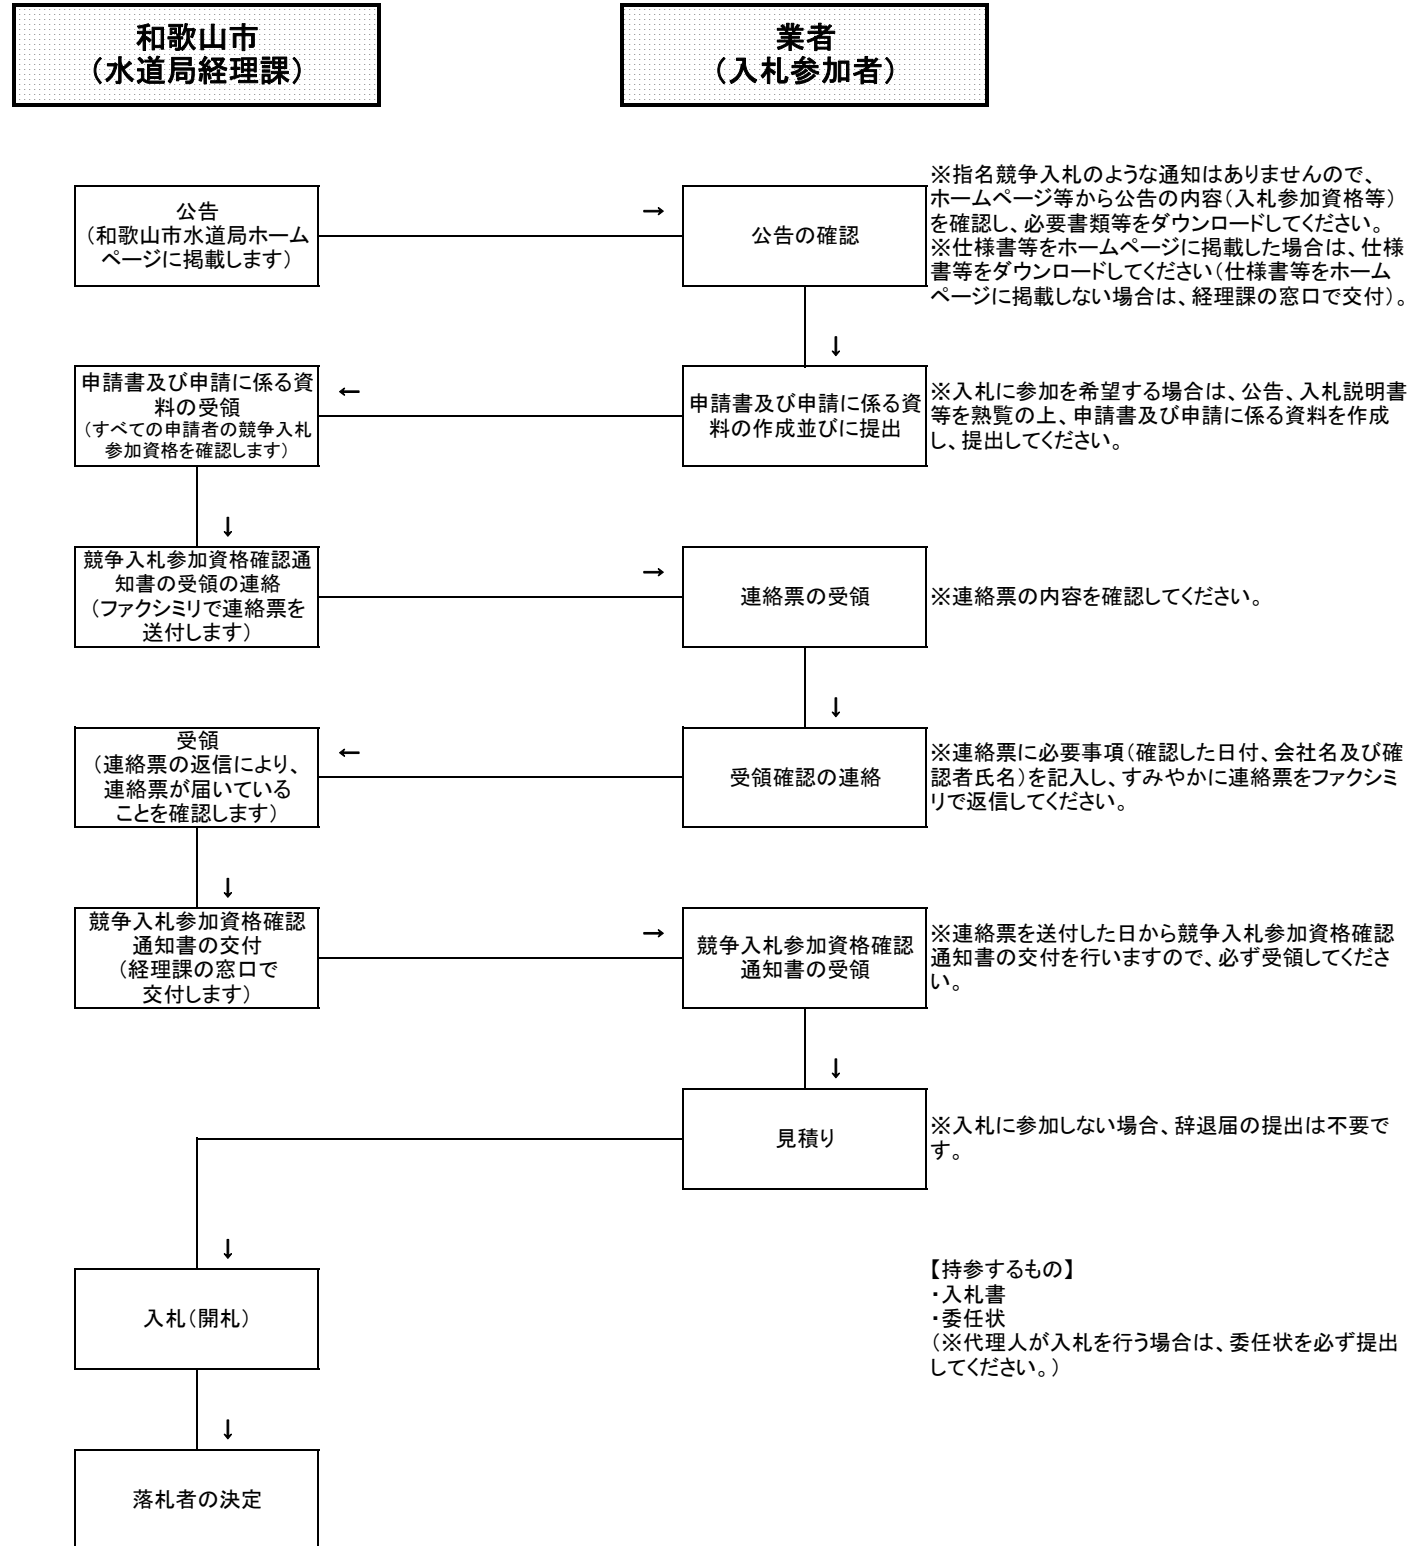 和歌山市
(水道局経理課)
業者
(入札参加者)
公告
(和歌山市水道局ホーム
ページに掲載します)
→
公告の確認
※指名競争入札のような通知はありませんので、
ホームページ等から公告の内容(入札参加資格等)
を確認し、必要書類等をダウンロードしてください。
※仕様書等をホームページに掲載した場合は、仕様
書等をダウンロードしてください(仕様書等をホーム
ページに掲載しない場合は、経理課の窓口で交付)。
↓
申請書及び申請に係る資
料の受領
(すべての申請者の競争入札
参加資格を確認します)
←
申請書及び申請に係る資
料の作成並びに提出
※入札に参加を希望する場合は、公告、入札説明書
等を熟覧の上、申請書及び申請に係る資料を作成
し、提出してください。
↓
競争入札参加資格確認通
知書の受領の連絡
(ファクシミリで連絡票を
送付します)
→
連絡票の受領
※連絡票の内容を確認してください。
↓
受領
(連絡票の返信により、
連絡票が届いている
ことを確認します)
←
受領確認の連絡
※連絡票に必要事項(確認した日付、会社名及び確
認者氏名)を記入し、すみやかに連絡票をファクシミ
リで返信してください。
↓
競争入札参加資格確認
通知書の交付
(経理課の窓口で
交付します)
→
競争入札参加資格確認
通知書の受領
※連絡票を送付した日から競争入札参加資格確認
通知書の交付を行いますので、必ず受領してくださ
い。
↓
見積り
※入札に参加しない場合、辞退届の提出は不要で
す。
↓
入札(開札)
【持参するもの】
・入札書
・委任状
(※代理人が入札を行う場合は、委任状を必ず提出
してください。)
↓
落札者の決定